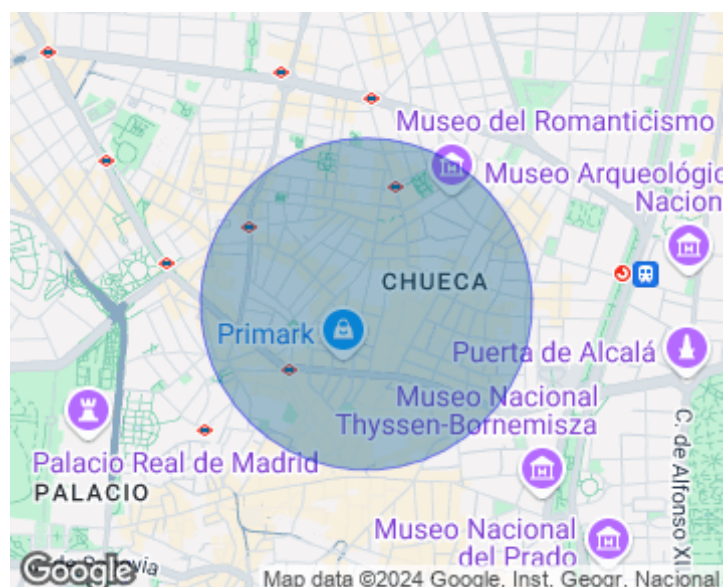 Museo del Romanticismo
Museo Arqueológic
Nacion
CHUECA
Primark
Puerta de Alcalá
Museo Nacional
Thyssen-Bornemisza
Palacio Real de Madrid
PALACIO
C. de Alfonso XI
Museo Nacional
del Prado
Google
Map data ©2024 Google, Inst. Geogr. Nacional